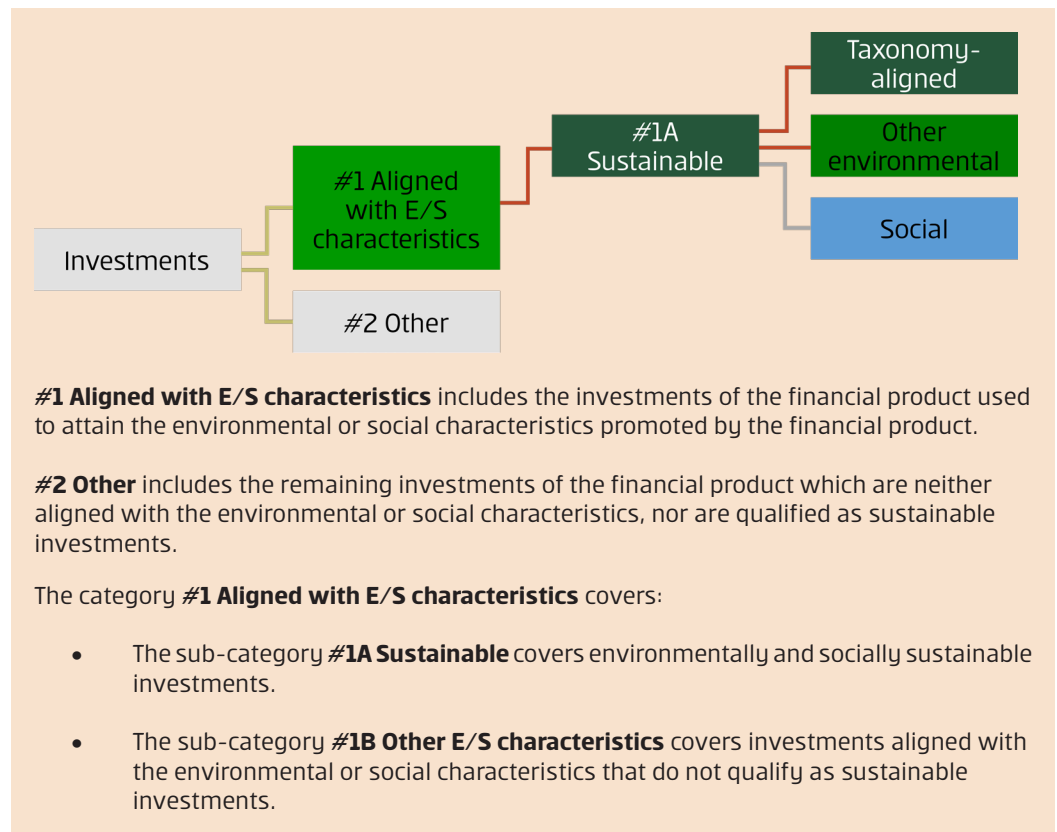 Taxonomy-
aligned
#1A
Sustainable
Other
environmental
#1 Aligned
with E/S
characteristics
Social
Investments
#2 Other
#1 Aligned with E/S characteristics includes the investments of the financial product used
to attain the environmental or social characteristics promoted by the financial product.
#2 Other includes the remaining investments of the financial product which are neither
aligned with the environmental or social characteristics, nor are qualified as sustainable
investments.
The category #1 Aligned with E/S characteristics covers:
• The sub-category #1A Sustainable covers environmentally and socially sustainable
investments.
• The sub-category #1B Other E/S characteristics covers investments aligned with
the environmental or social characteristics that do not qualify as sustainable
investments.